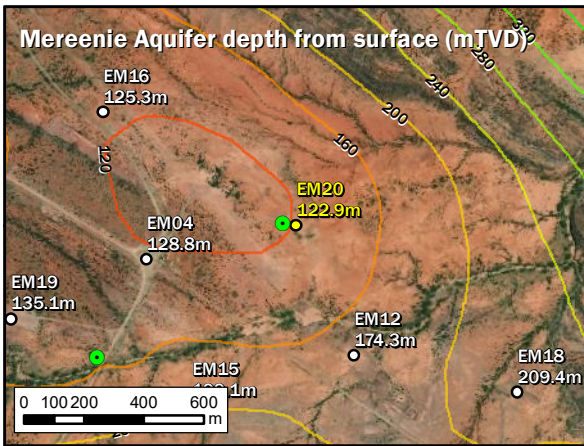 Mereenie Aquifer depth from surface (mTVD)
320
280
240
200
160
120
EM16
125.3m
EM20
122.9m
EM04
128.8m
EM19
135.1m
EM12
174.3m
EM15
EM18
209.4m
0 100 200 400 600
m